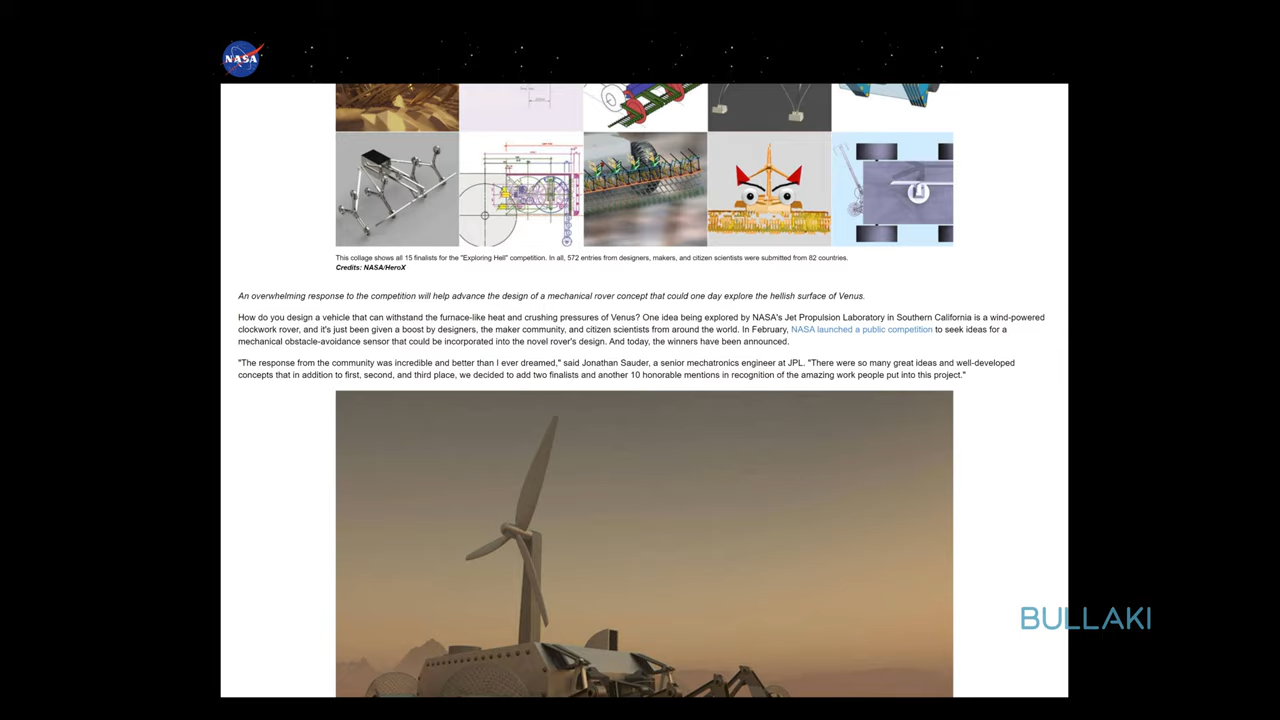 NASA
This collage shows all 15 finalists for the "Exploring Hell" competition. In all, 572 entries from designers, makers, and citizen scientists were submitted from 82 countries.
Credits: NASA/HeroX
An overwhelming response to the competition will help advance the design of a mechanical rover concept that could one day explore the hellish surface of Venus.
How do you design a vehicle that can withstand the furnace-like heat and crushing pressures of Venus? One idea being explored by NASA's Jet Propulsion Laboratory in Southern California is a wind-powered
clockwork rover, and it's just been given a boost by designers, the maker community, and citizen scientists from around the world. In February, NASA launched a public competition to seek ideas for a
mechanical obstacle-avoidance sensor that could be incorporated into the novel rover's design. And today, the winners have been announced.
"The response from the community was incredible and better than I ever dreamed," said Jonathan Sauder, a senior mechatronics engineer at JPL. "There were so many great ideas and well-developed
concepts that in addition to first, second, and third place, we decided to add two finalists and another 10 honorable mentions in recognition of the amazing work people put into this project."
BULLAKI